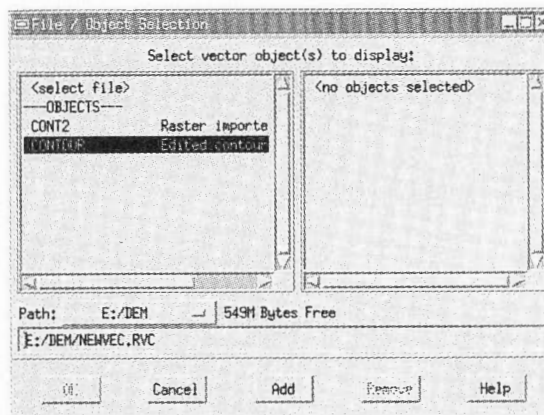 File / Object Selection
Select vector object(s) to display:
<select file>
---OBJECTS---
CONT2 Raster importe
CONTOUR Edited contour
<no objects selected>
Path: E:/DEM 549M Bytes Free
E:/DEM/NEWVEC.RVC
OK Cancel Add Remove Help